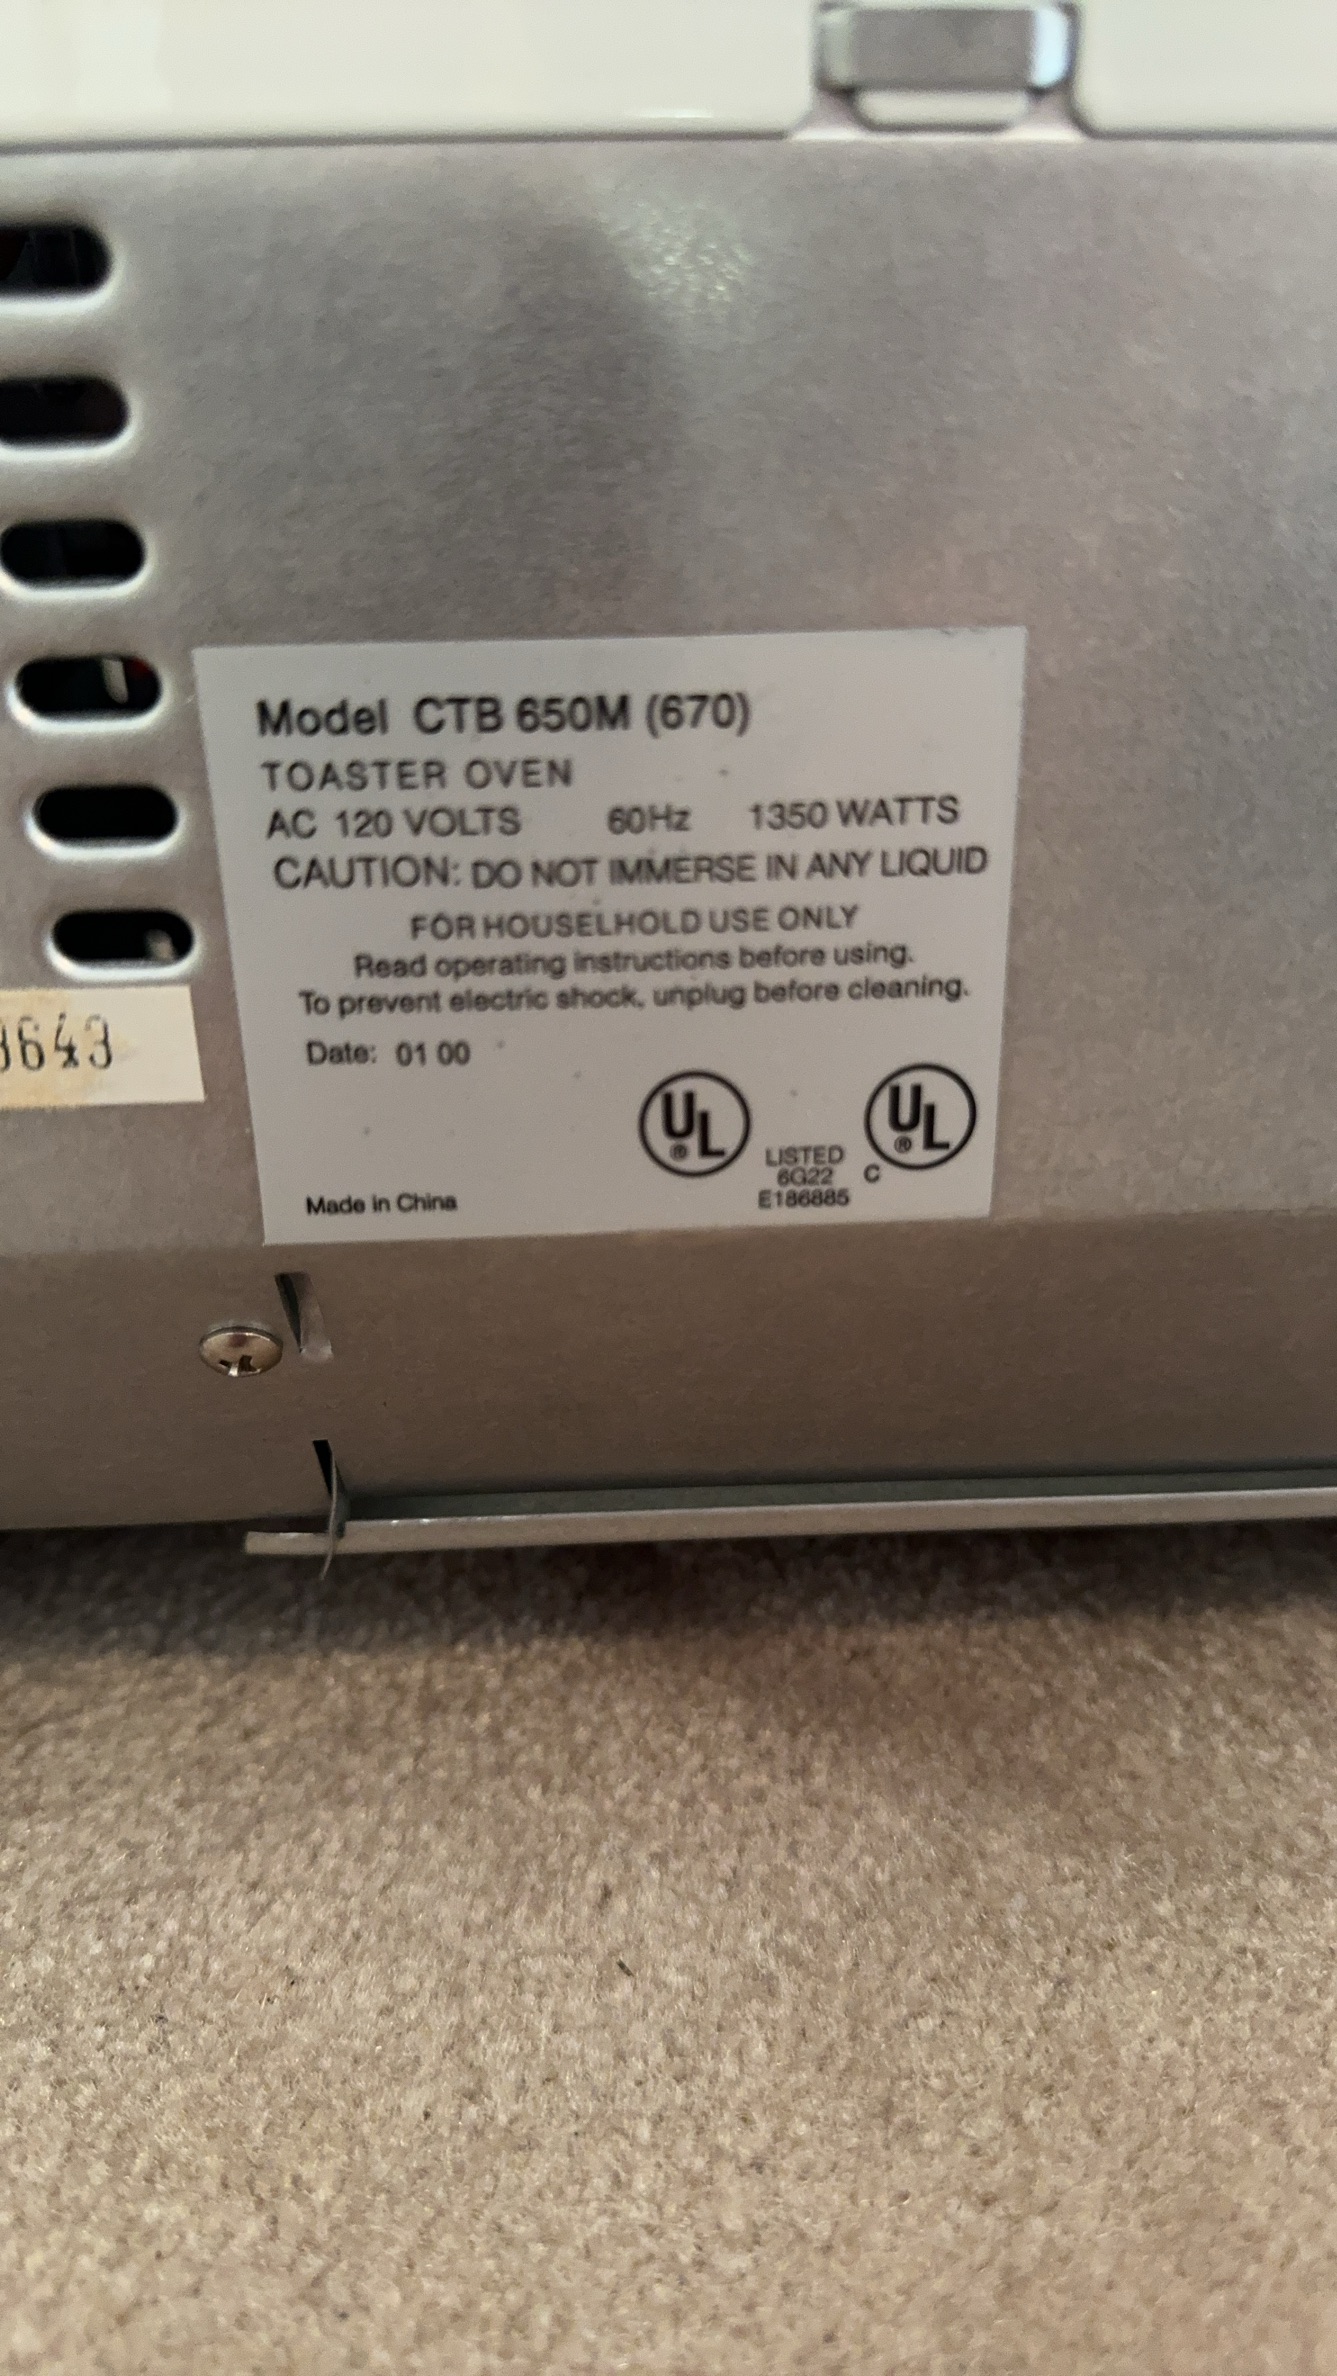 Model CTB 650M (670)
TOASTER OVEN
AC 120 VOLTS 60Hz 1350 WATTS
CAUTION: DO NOT IMMERSE IN ANY LIQUID
FOR HOUSELHOLD USE ONLY
Read operating instructions before using.
To prevent electric shock, unplug before cleaning.
3643
Date: 01 00
UL ® LISTED UL ®
6G22 C
E186885
Made in China